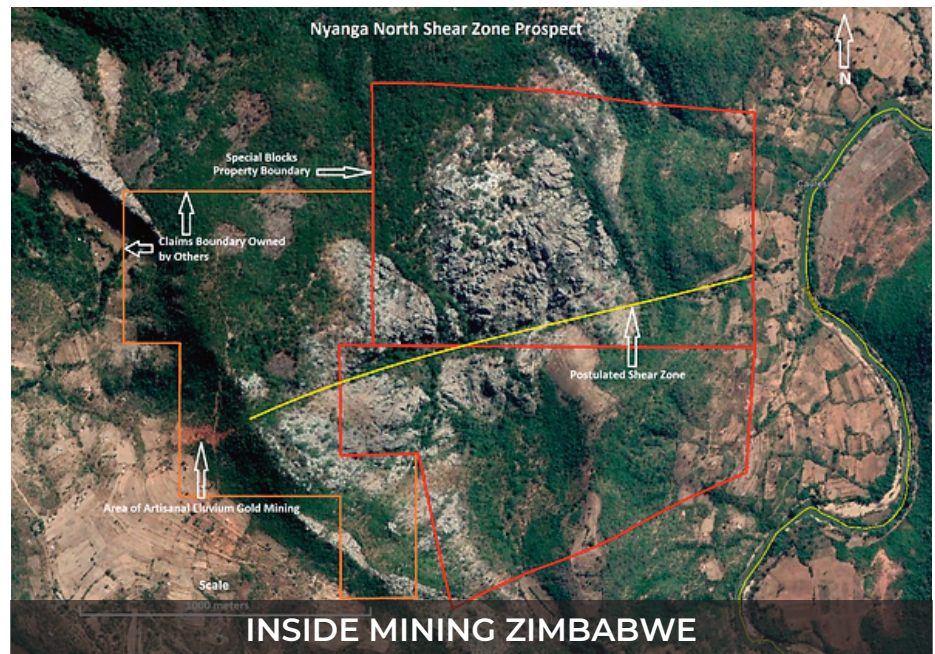 Nyanga North Shear Zone Prospect
N
Special Blocks
Property Boundary
Claims Boundary Owned
by Others
Postulated Shear Zone
Area of Artisanal Eluvium Gold Mining
Scale
1000 meters
INSIDE MINING ZIMBABWE